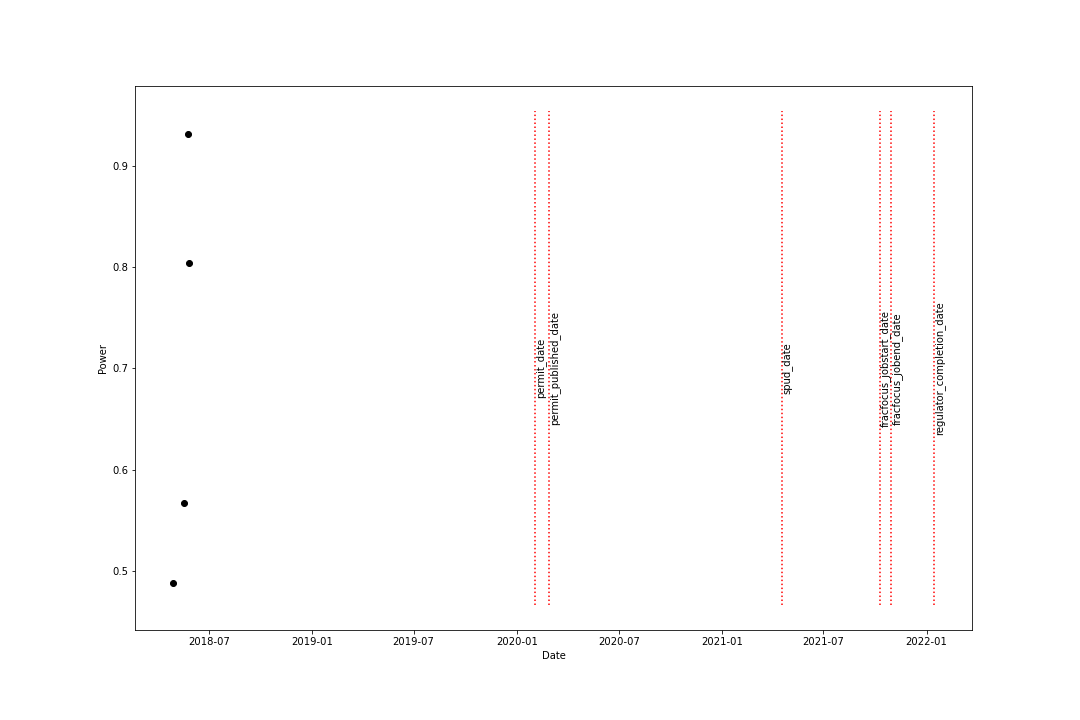 0.9
0.8
0.7
0.6
0.5
Power
permit_date
permit_published_date
spud_date
fracfocus_jobstart_date
fracfocus_jobend_date
regulator_completion_date
2018-07
2019-01
2019-07
2020-01
2020-07
2021-01
2021-07
2022-01
Date